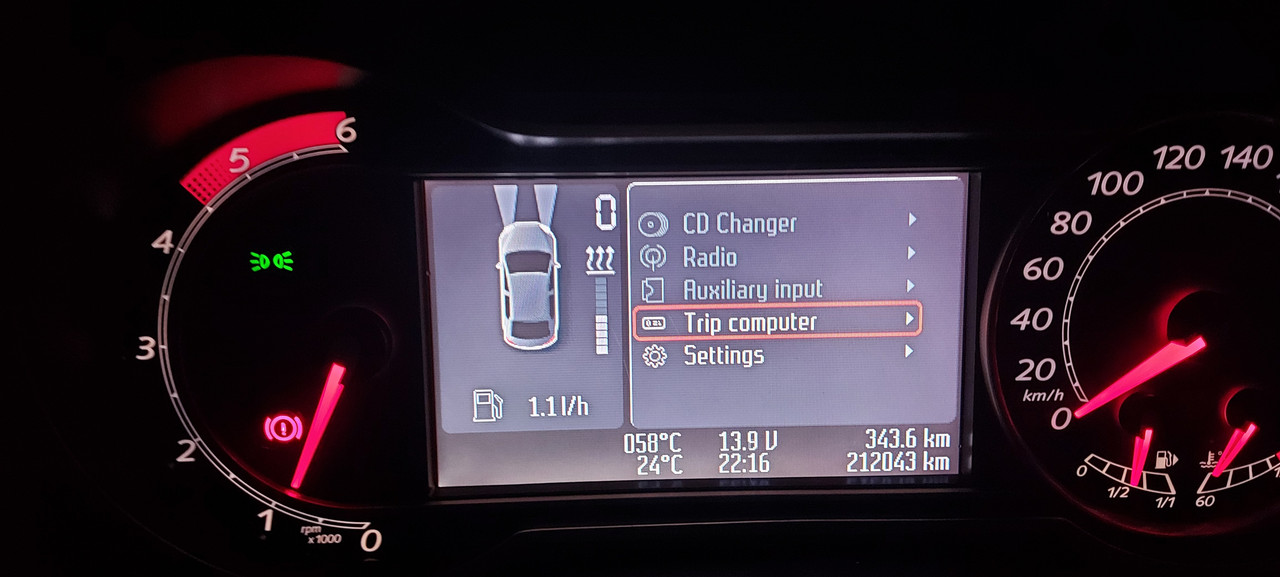 6
5
4
3
2
1
0
rpm
x1000
0
CD Changer
Radio
Auxiliary input
Trip computer
Settings
1.1 l/h
058°C 13.9 V 343.6 km
24°C 22:16 212043 km
140
120
100
80
60
40
20
km/h
0
0
1/2
1/1
60